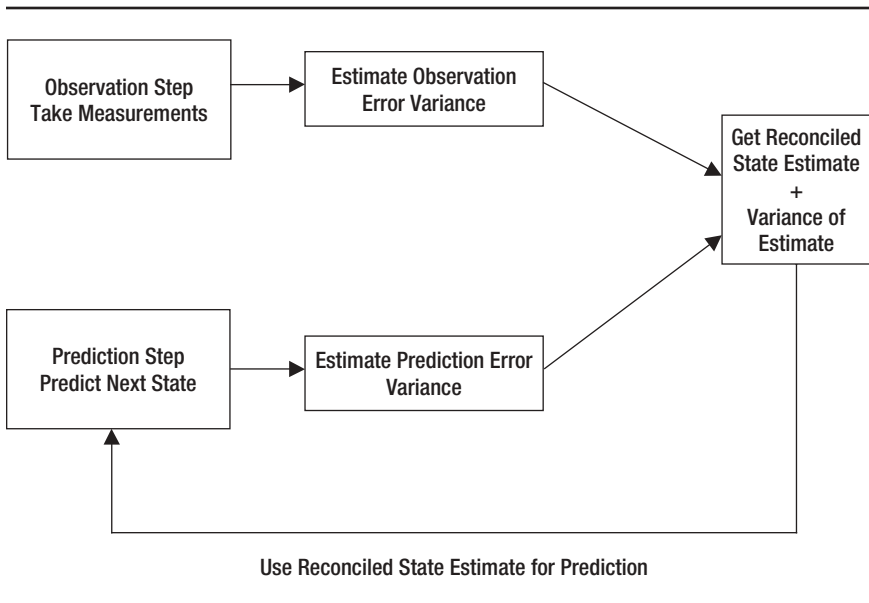 Observation Step
Take Measurements
Estimate Observation
Error Variance
Get Reconciled
State Estimate
+
Variance of
Estimate
Prediction Step
Predict Next State
Estimate Prediction Error
Variance
Use Reconciled State Estimate for Prediction